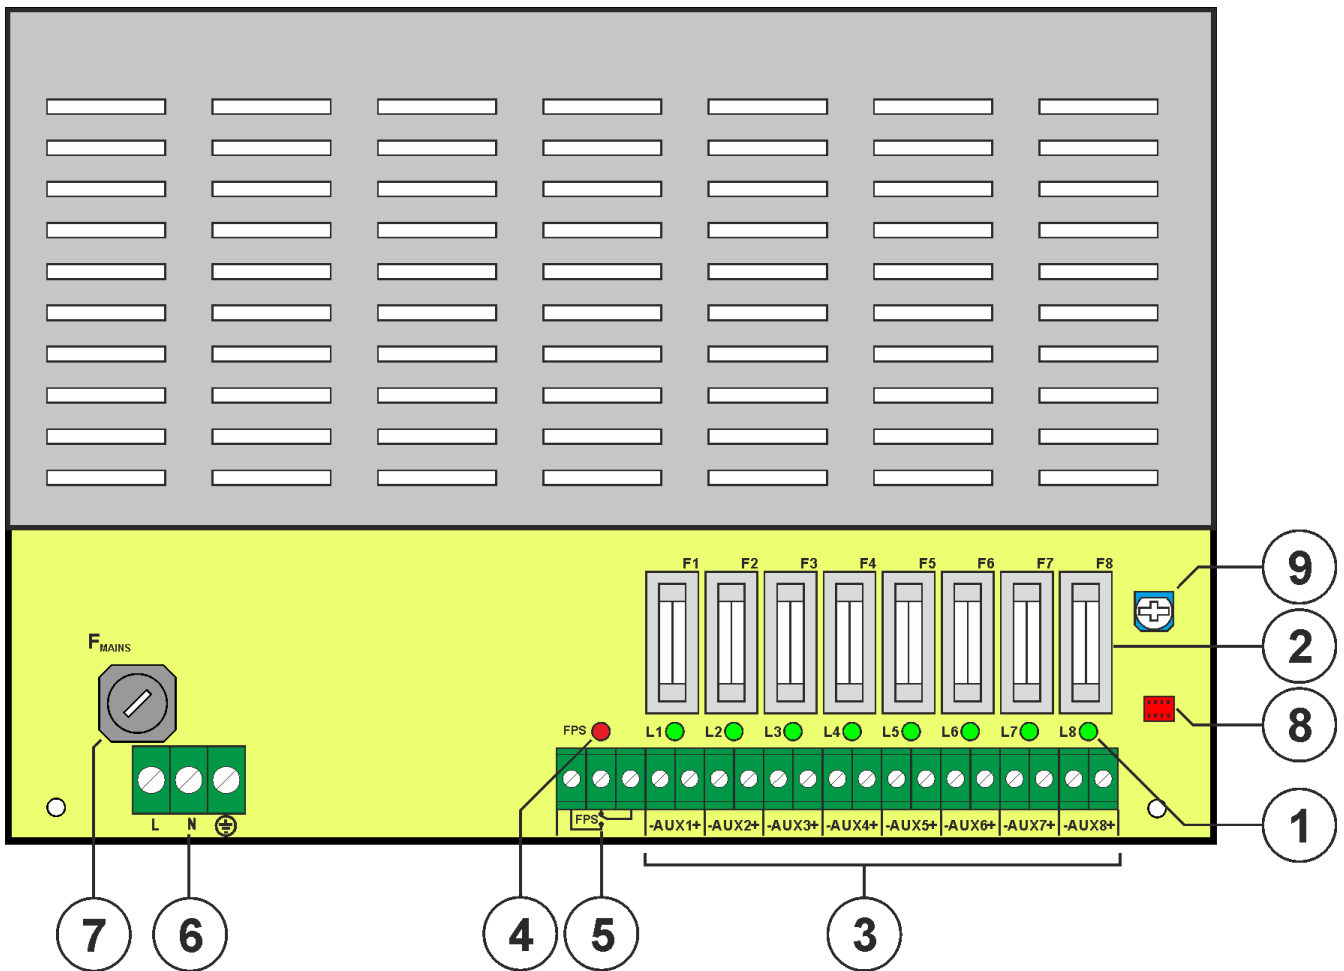 F1 F2 F3 F4 F5 F6 F7 F8
9
FMAINS
2
8
FPS L1 L2 L3 L4 L5 L6 L7 L8
L N
FPS -AUX1+ -AUX2+ -AUX3+ -AUX4+ -AUX5+ -AUX6+ -AUX7+ -AUX8+
1
7 6 4 5 3